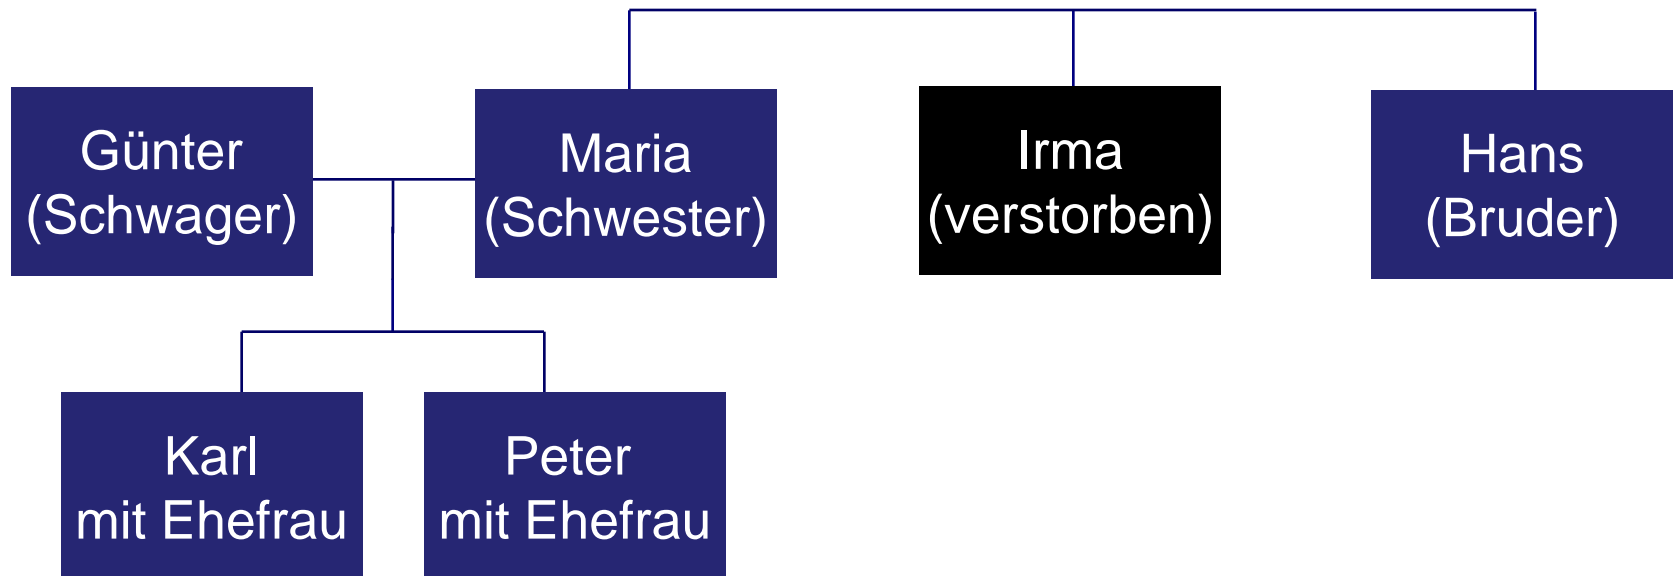 Günter
(Schwager)
Maria
(Schwester)
Irma
(verstorben)
Hans
(Bruder)
Karl
mit Ehefrau
Peter
mit Ehefrau